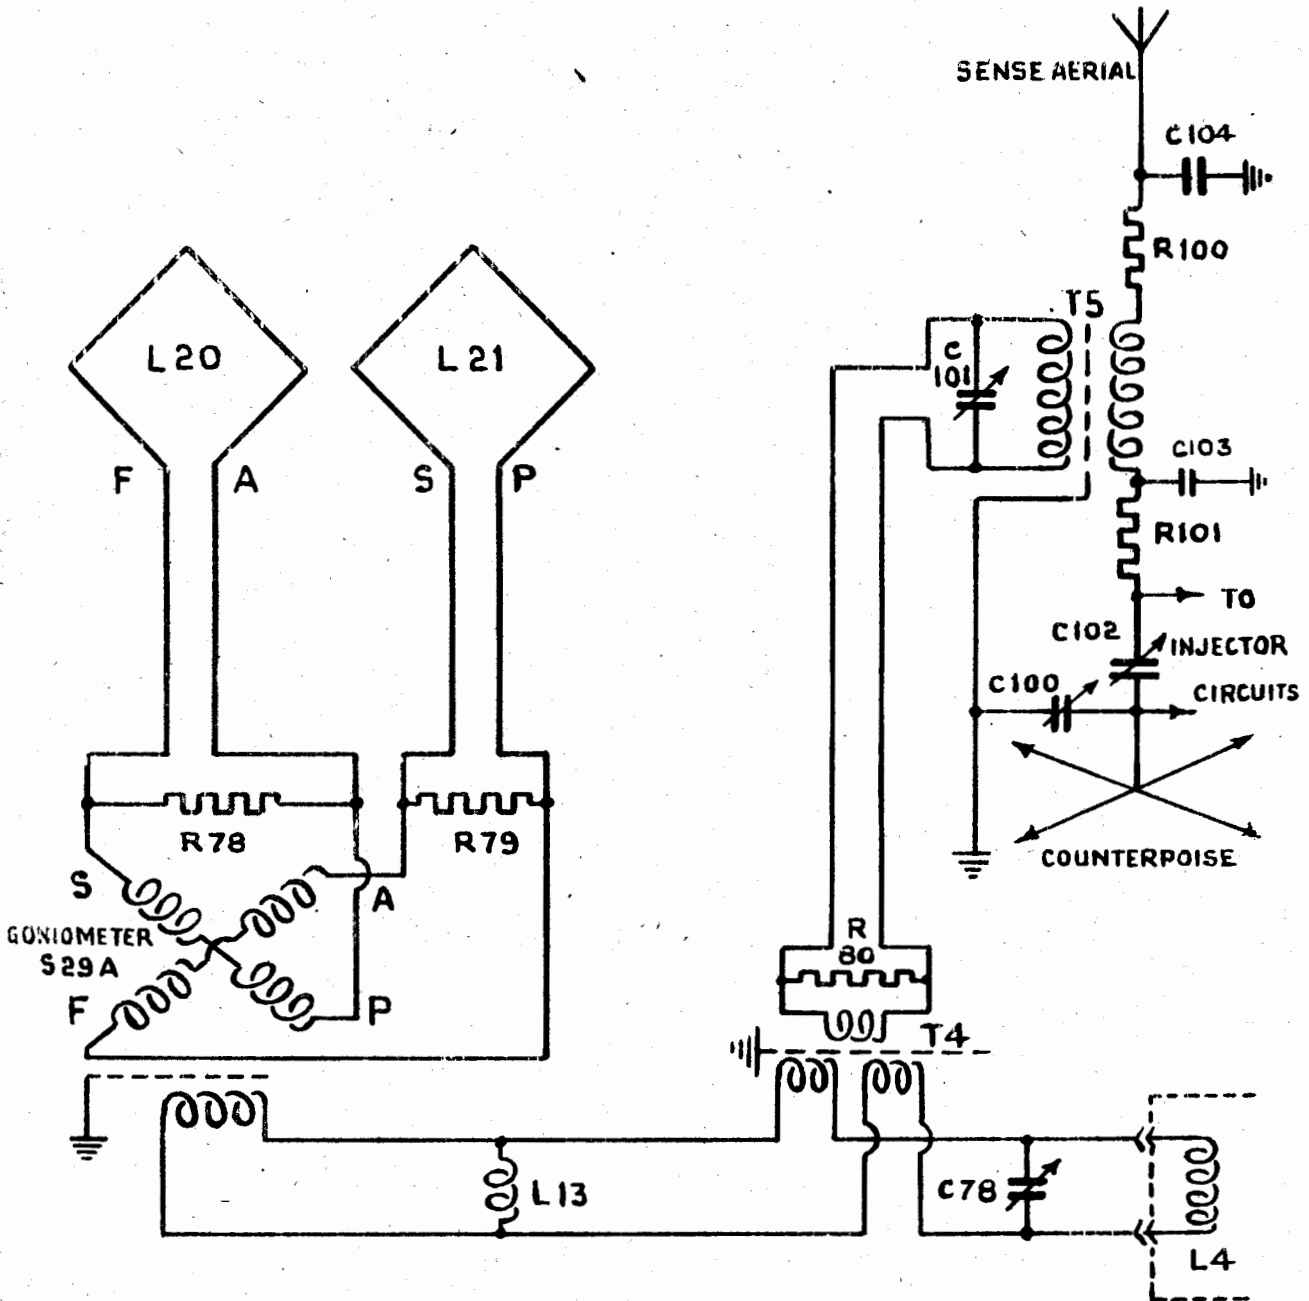 SENSE AERIAL
C104
R100
T5
L20
L21
C
101
F
A
S
P
C103
R101
TO
C102
INJECTOR
C100
CIRCUITS
R78
R79
COUNTERPOISE
S
A
GONIOMETER
S29A
F
P
R
80
T4
L13
C78
L4